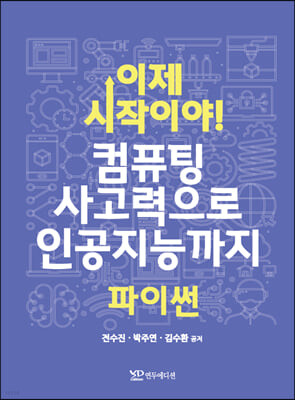 이제
시작이야!
컴퓨팅
사고력으로
인공지능까지
파이썬
전수진 · 박주연 · 김수환 공저
YD 연두에디션